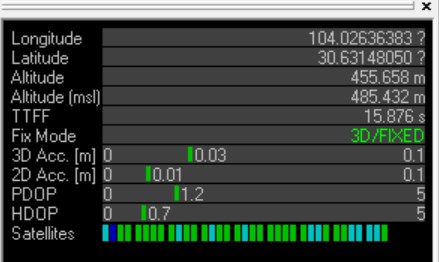 Longitude 104.02636383 ?
Latitude 30.63148050 ?
Altitude 455.658 m
Altitude (msl) 485.432 m
TTFF 15.876 s
Fix Mode 3D/FIXED
3D Acc. [m] 0 0.03 0.1
2D Acc. [m] 0 0.01 0.1
PDOP 0 1.2 5
HDOP 0 0.7 5
Satellites